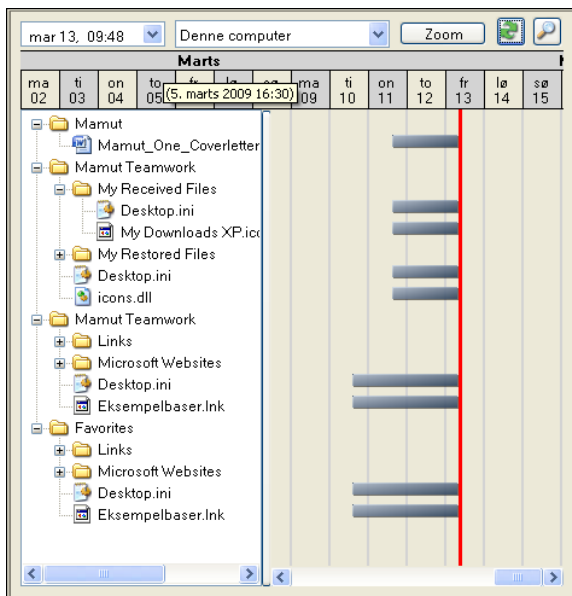 mar 13, 09:48 Denne computer Zoom
Marts
ma ti on to ma ti on to fr lø sø
02 03 04 05 (5. marts 2009 16:30) 09 10 11 12 13 14 15
Mamut
Mamut_One_Coverletter
Mamut Teamwork
My Received Files
Desktop.ini
My Downloads XP.ico
My Restored Files
Desktop.ini
icons.dll
Mamut Teamwork
Links
Microsoft Websites
Desktop.ini
Eksempelbaser.lnk
Favorites
Links
Microsoft Websites
Desktop.ini
Eksempelbaser.lnk